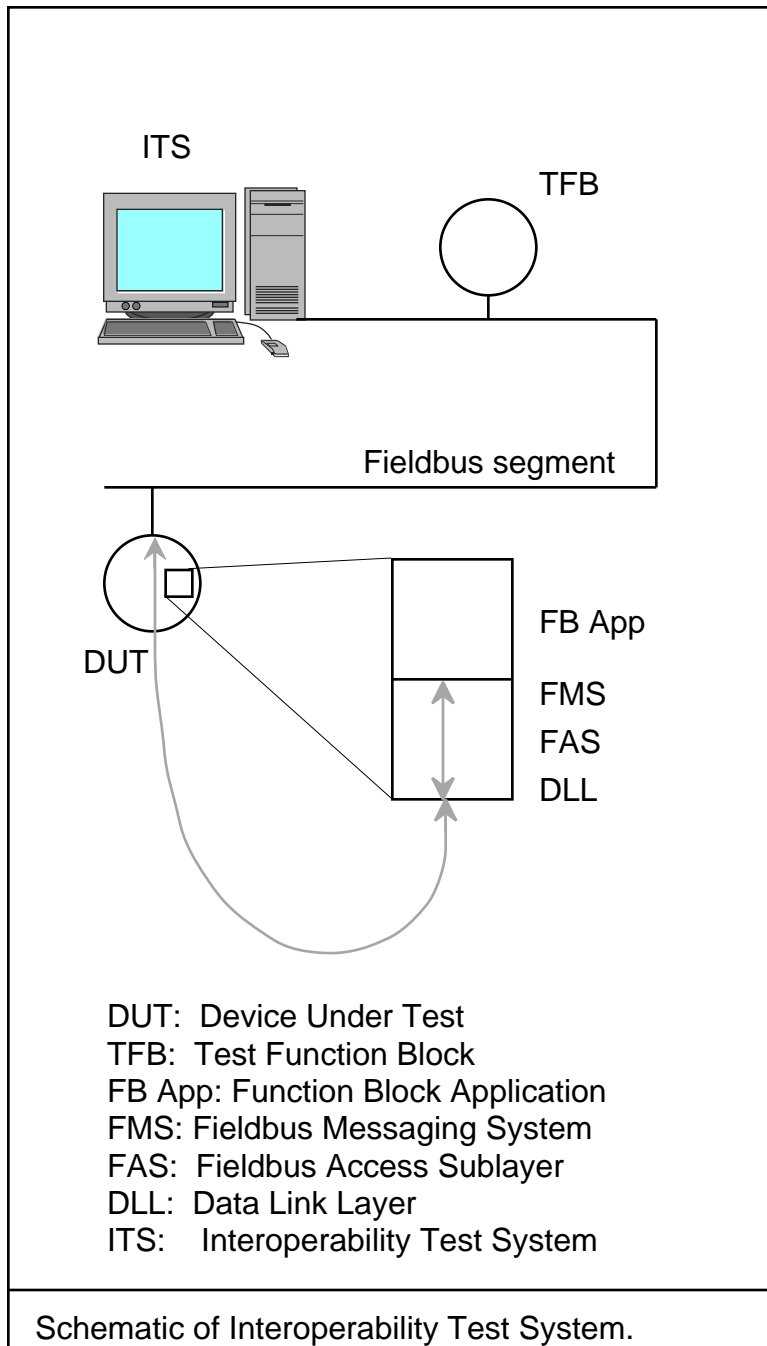 ITS
TFB
Fieldbus segment
DUT
FB App
FMS
FAS
DLL
DUT:  Device Under Test
TFB:  Test Function Block
FB App: Function Block Application
FMS: Fieldbus Messaging System
FAS:  Fieldbus Access Sublayer
DLL:  Data Link Layer
ITS:    Interoperability Test System
Schematic of Interoperability Test System.